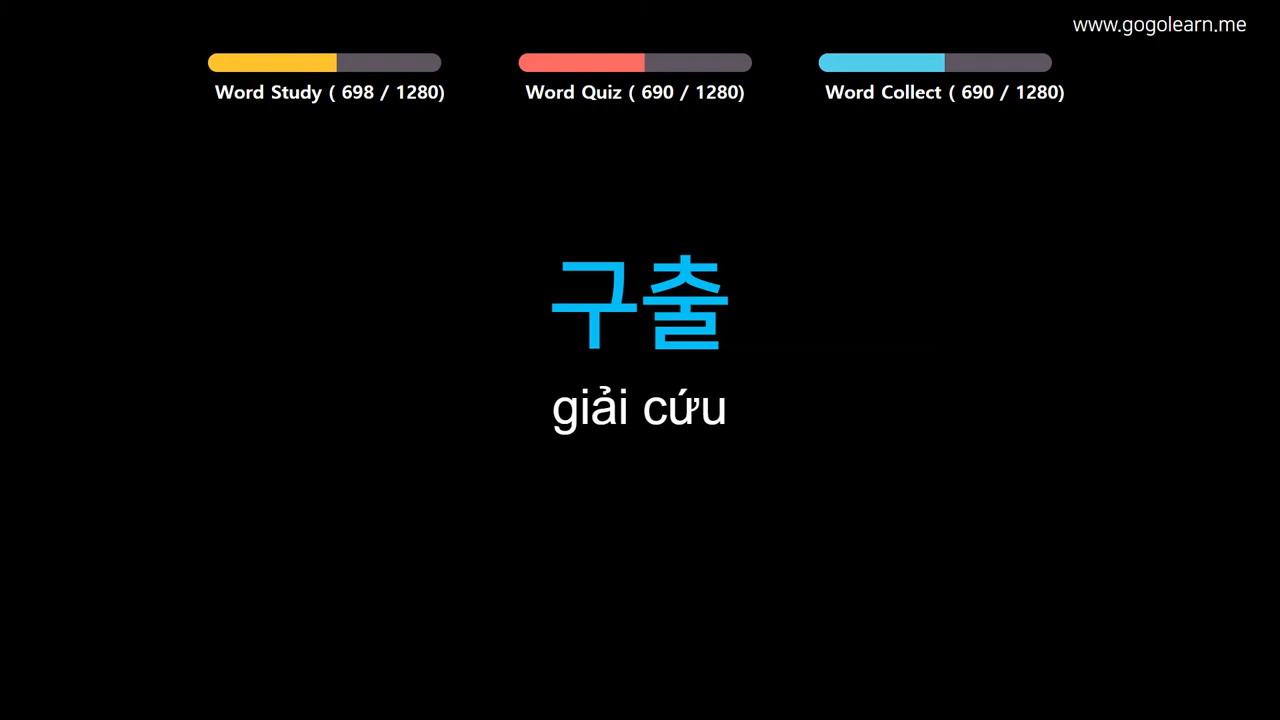 www.gogolearn.me
Word Study ( 698 / 1280)
Word Quiz ( 690 / 1280)
Word Collect ( 690 / 1280)
구출
giải cứu